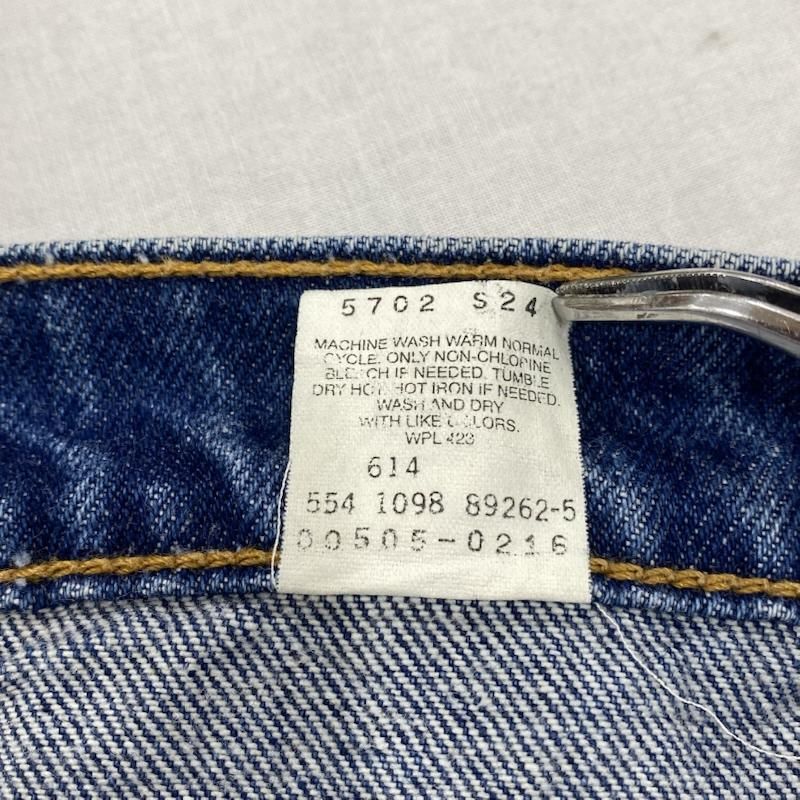 5702 S24
MACHINE WASH WARM NORMAL
CYCLE. ONLY NON-CHLORINE
BLEACH IF NEEDED. TUMBLE
DRY HOT. HOT IRON IF NEEDED.
WASH AND DRY
WITH LIKE COLORS.
WPL 423
614
554 1098 89262-5
00505-0216